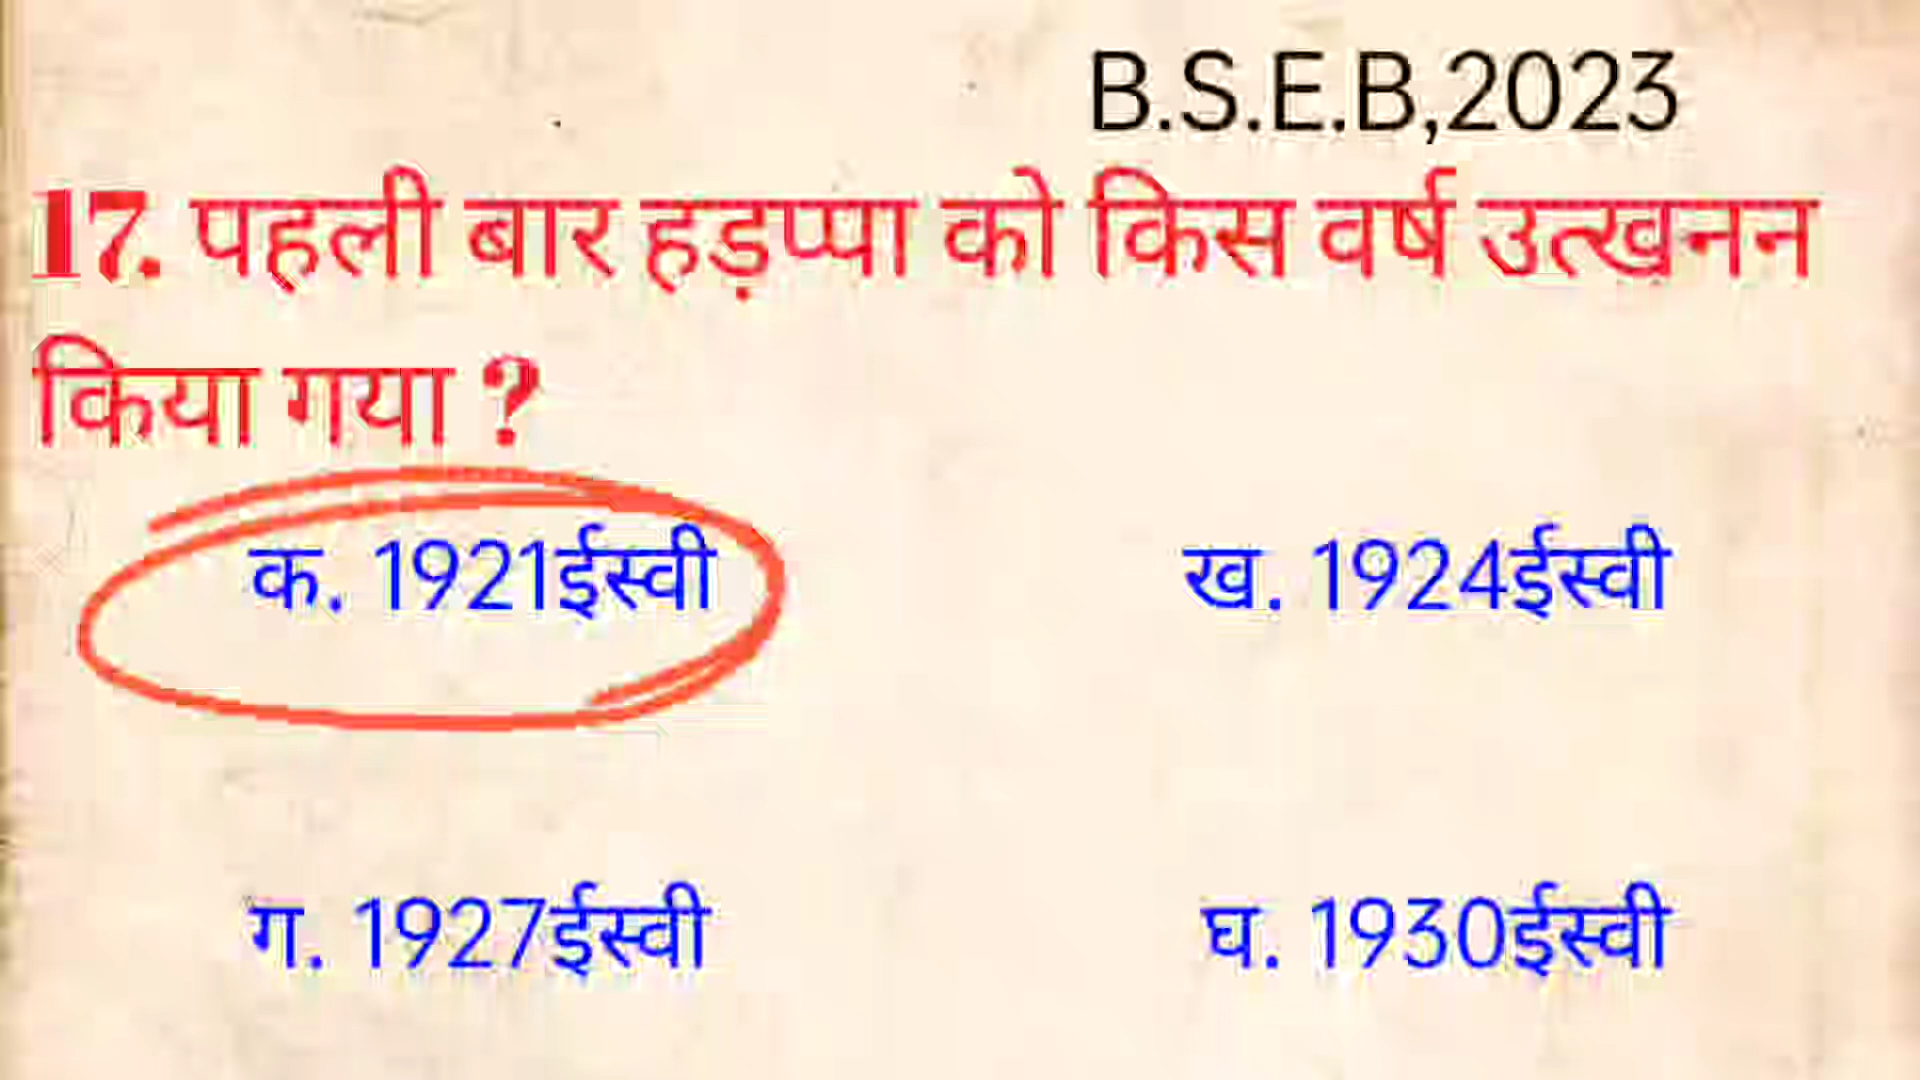 B.S.E.B,2023
17. पहली बार हड़प्पा को किस वर्ष उत्खनन
किया गया ?
क. 1921ईस्वी
ख. 1924ईस्वी
ग. 1927ईस्वी
घ. 1930ईस्वी